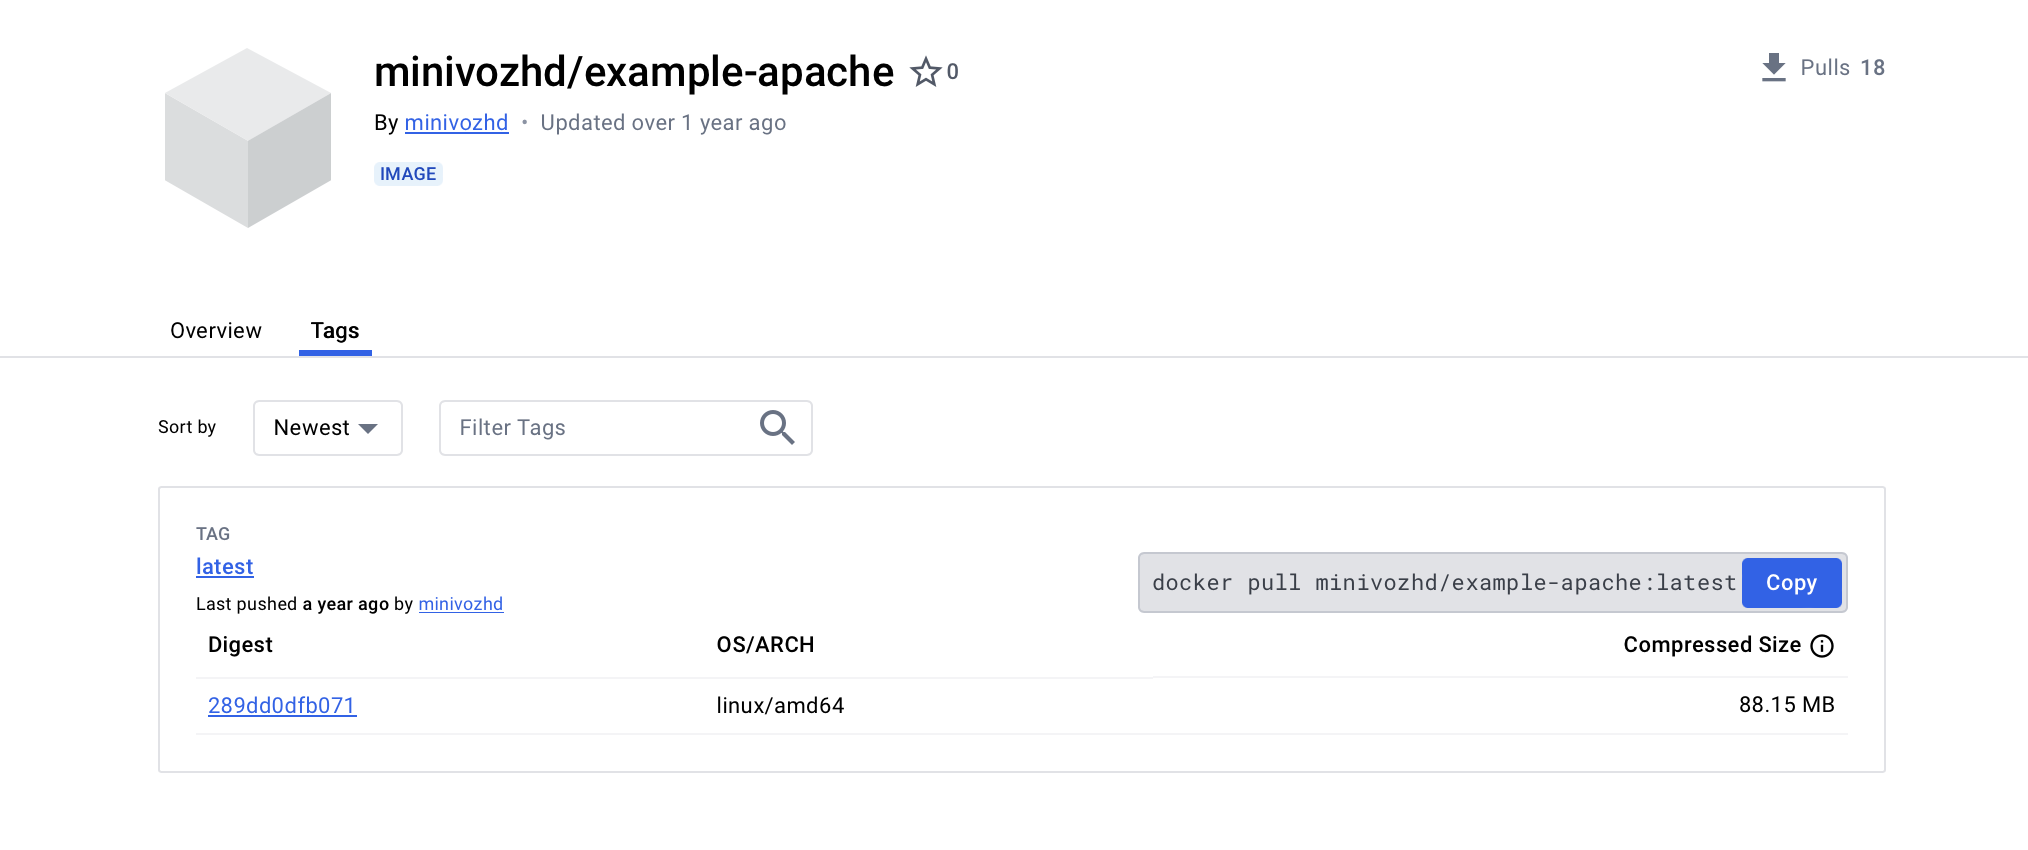 minivozhd/example-apache 0
Pulls 18
By minivozhd • Updated over 1 year ago
IMAGE
Overview Tags
Sort by Newest Filter Tags
TAG
latest
Last pushed a year ago by minivozhd
docker pull minivozhd/example-apache:latest Copy
Digest OS/ARCH Compressed Size
289dd0dfb071 linux/amd64 88.15 MB